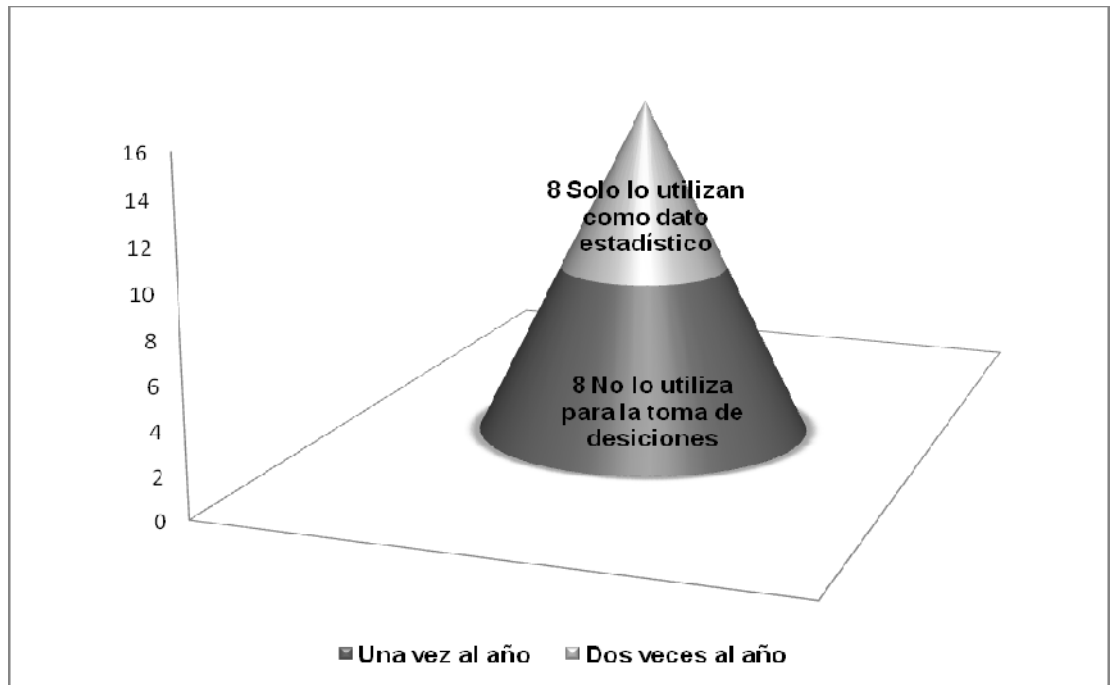 16
14
12
10
8
6
4
2
0
8 Solo lo utilizan
como dato
estadístico
8 No lo utiliza
para la toma de
desiciones
Una vez al año Dos veces al año